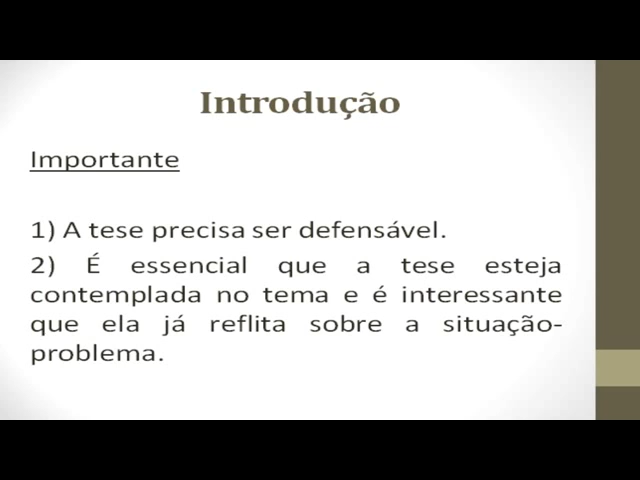 Introdução
Importante
1) A tese precisa ser defensável.
2) É essencial que a tese esteja
contemplada no tema e é interessante
que ela já reflita sobre a situação-
problema.